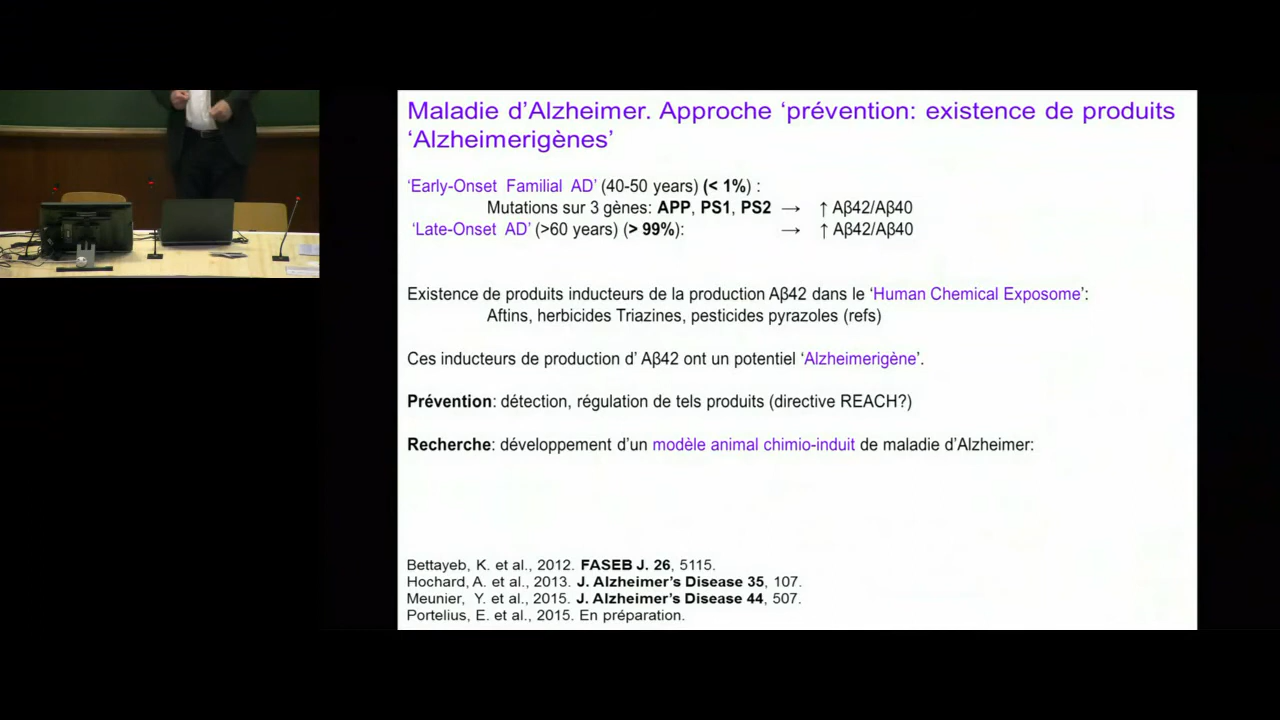 Maladie d’Alzheimer. Approche ‘prévention: existence de produits
‘Alzheimerigènes’
‘Early-Onset Familial AD’ (40-50 years) (< 1%) :
Mutations sur 3 gènes: APP, PS1, PS2 → ↑ Aβ42/Aβ40
‘Late-Onset AD’ (>60 years) (> 99%): → ↑ Aβ42/Aβ40
Existence de produits inducteurs de la production Aβ42 dans le ‘Human Chemical Exposome’:
Aftins, herbicides Triazines, pesticides pyrazoles (refs)
Ces inducteurs de production d’ Aβ42 ont un potentiel ‘Alzheimerigène’.
Prévention: détection, régulation de tels produits (directive REACH?)
Recherche: développement d’un modèle animal chimio-induit de maladie d’Alzheimer:
Bettayeb, K. et al., 2012. FASEB J. 26, 5115.
Hochard, A. et al., 2013. J. Alzheimer’s Disease 35, 107.
Meunier, Y. et al., 2015. J. Alzheimer’s Disease 44, 507.
Portelius, E. et al., 2015. En préparation.